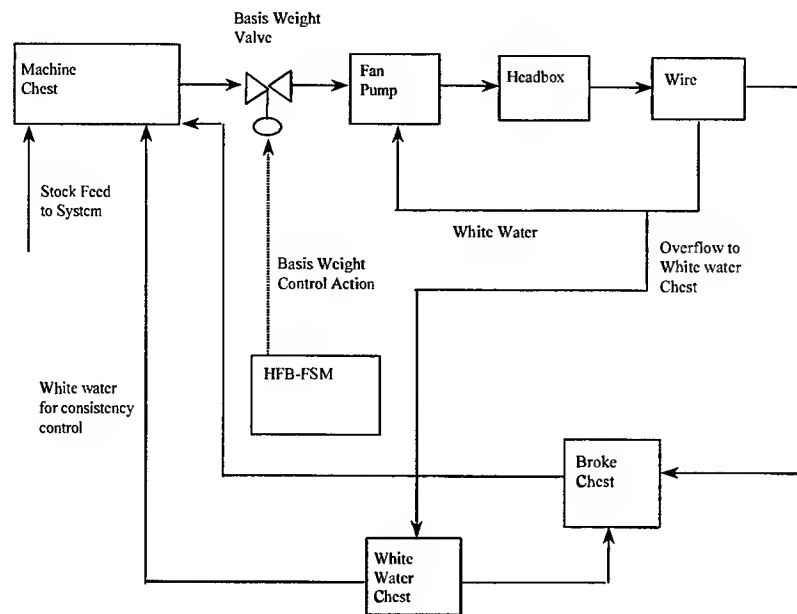 Basis Weight
Valve
Machine
Chest
Fan
Pump
Headbox
Wire
Stock Feed
to System
White Water
Overflow to
White water
Chest
Basis Weight
Control Action
HFB-FSM
White water
for consistency
control
Broke
Chest
White
Water
Chest